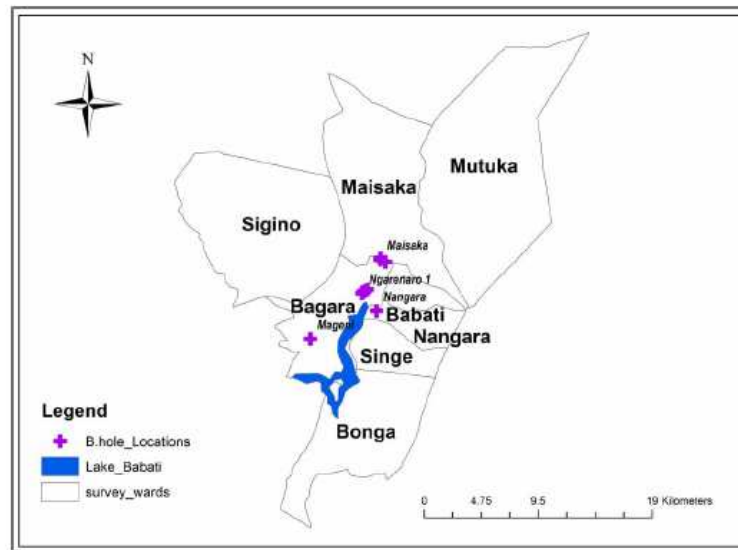 N
Mutuka
Maisaka
Sigino
Maisaka
Ngarenaro 1
Nangara
Bagara
Babati
Mageni
Nangara
Singe
Legend
Bonga
B.hole_Locations
Lake_Babati
survey_wards
0 4.75 9.5 19 Kilometers